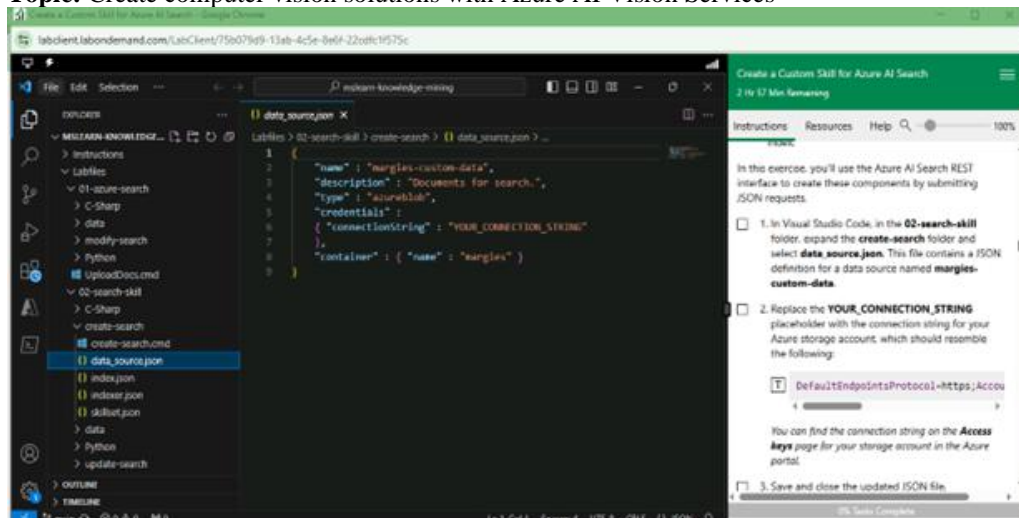 Topic: Create computer vision solutions with Azure AI Vision Services
Create a Custom Skill for Azure AI Search - Google Chrome
labclient.labondemand.com/LabClient/
File Edit Selection ...
mslearn-knowledge-mining
EXPLORER
MSLEARN-KNOWLEDGE...
> Instructions
Labfiles
01-azure-search
> C-Sharp
> data
> modify-search
> Python
UploadDocs.cmd
02-search-skill
> C-Sharp
create-search
create-search.cmd
{} data_source.json
{} index.json
{} indexer.json
{} skillset.json
> data
> Python
> update-search
> OUTLINE
> TIMELINE
{} data_source.json X
Labfiles > 02-search-skill > create-search > {} data_source.json > ...
1 {
2 "name" : "margies-custom-data",
3 "description" : "Documents for search.",
4 "type" : "azureblob",
5 "credentials" :
6 { "connectionString" : "YOUR_CONNECTION_STRING"
7 },
8 "container" : { "name" : "margies" }
9 }
Create a Custom Skill for Azure AI Search
2 Hr 57 Min Remaining
Instructions Resources Help 100%
In this exercise, you'll use the Azure AI Search REST
interface to create these components by submitting
JSON requests.
1. In Visual Studio Code, in the 02-search-skill
folder, expand the create-search folder and
select data_source.json. This file contains a JSON
definition for a data source named margies-
custom-data.
2. Replace the YOUR_CONNECTION_STRING
placeholder with the connection string for your
Azure storage account, which should resemble
the following:
T DefaultEndpointsProtocol=https;Accou
You can find the connection string on the Access
keys page for your storage account in the Azure
portal.
3. Save and close the updated JSON file.
0% Tasks Complete